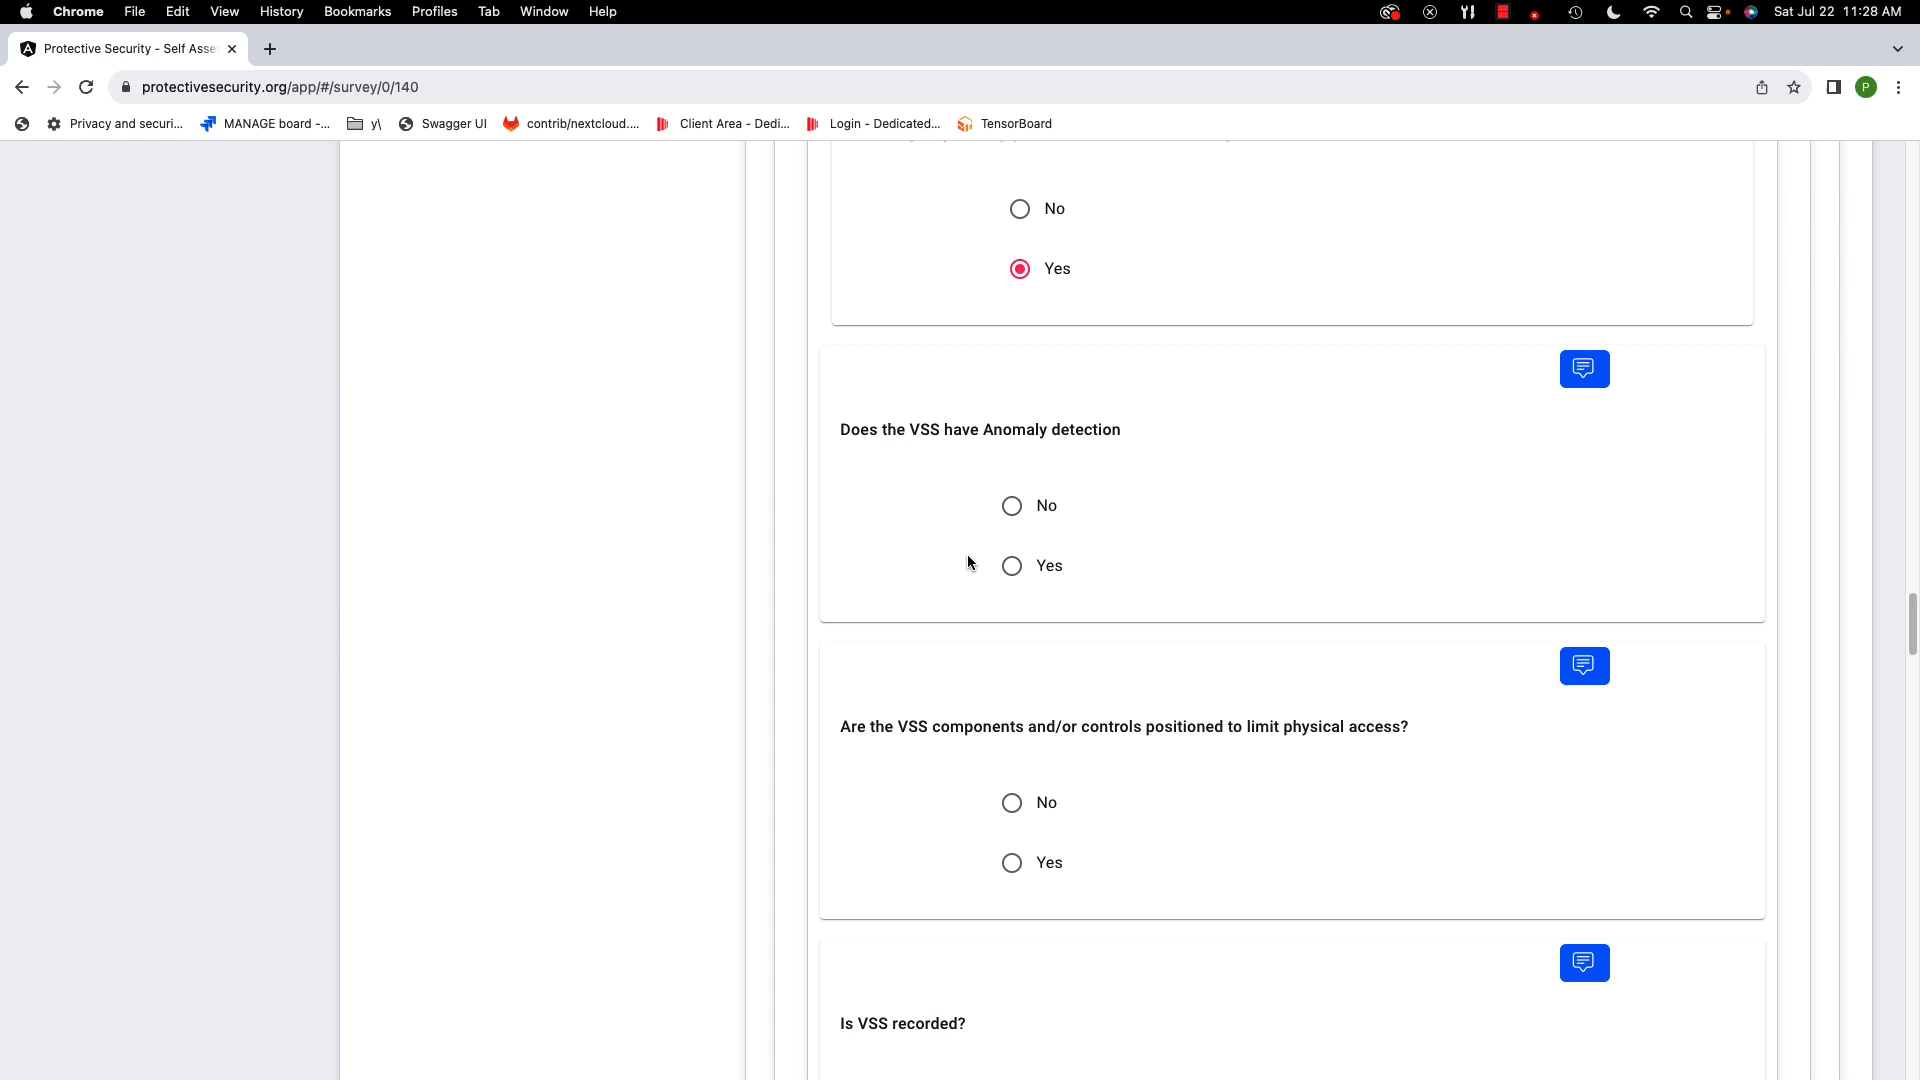 Chrome File Edit View History Bookmarks Profiles Tab Window Help Sat Jul 22 11:28 AM
Protective Security - Self Asse
protectivesecurity.org/app/#/survey/0/140 P
Privacy and securi... MANAGE board -... y\ Swagger UI contrib/nextcloud.... Client Area - Dedi... Login - Dedicated... TensorBoard
No
Yes
Does the VSS have Anomaly detection
No
Yes
Are the VSS components and/or controls positioned to limit physical access?
No
Yes
Is VSS recorded?